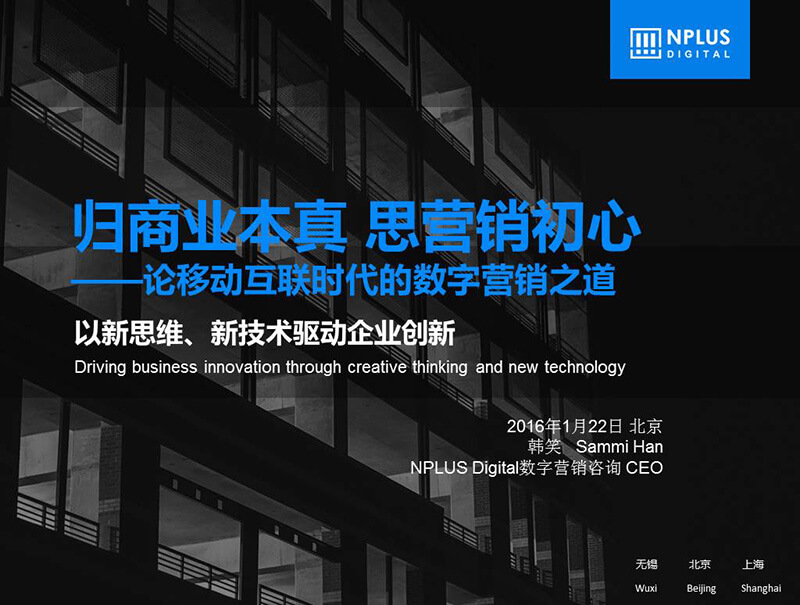 NPLUS
DIGITAL
归商业本真 思营销初心
——论移动互联时代的数字营销之道
以新思维、新技术驱动企业创新
Driving business innovation through creative thinking and new technology
2016年1月22日 北京
韩笑 Sammi Han
NPLUS Digital数字营销咨询 CEO
无锡 北京 上海
Wuxi Beijing Shanghai